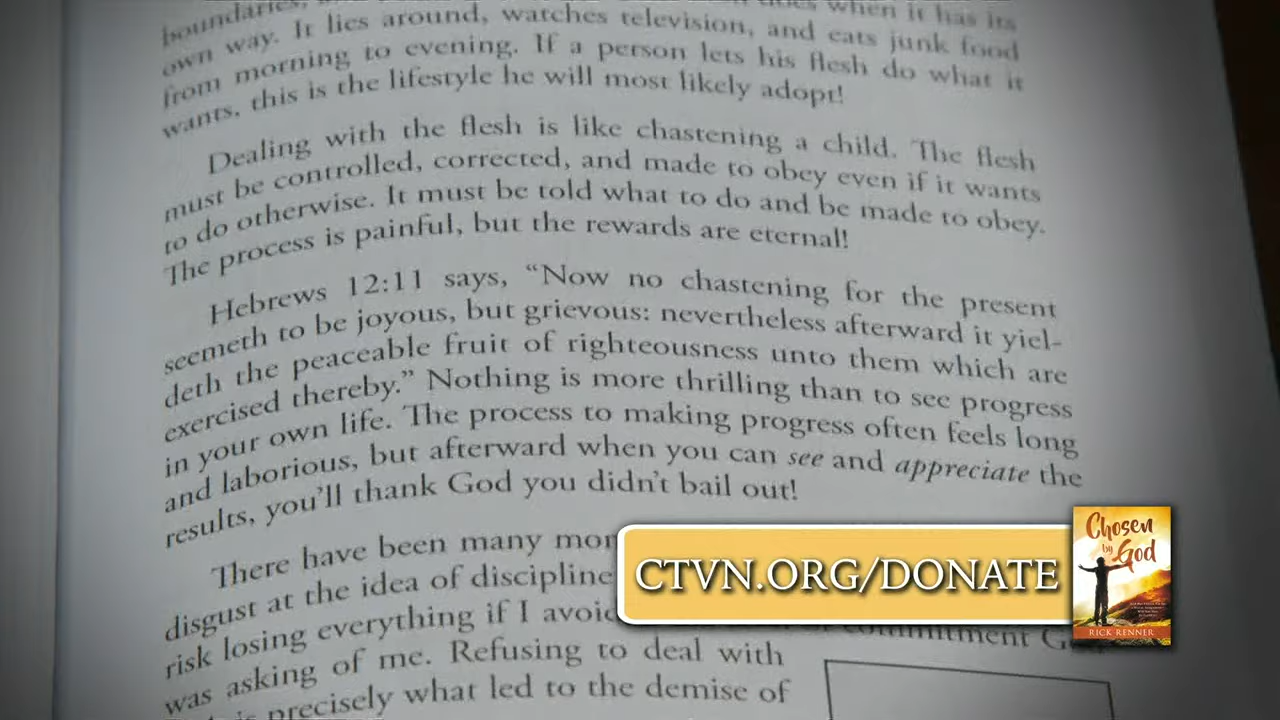 boundaries, when it has its
own way. It lies around, watches television, and eats junk food
from morning to evening. If a person lets his flesh do what it
wants, this is the lifestyle he will most likely adopt!
Dealing with the flesh is like chastening a child. The flesh
must be controlled, corrected, and made to obey even if it wants
to do otherwise. It must be told what to do and be made to obey.
The process is painful, but the rewards are eternal!
Hebrews 12:11 says, “Now no chastening for the present
seemeth to be joyous, but grievous: nevertheless afterward it yiel-
deth the peaceable fruit of righteousness unto them which are
exercised thereby.” Nothing is more thrilling than to see progress
in your own life. The process to making progress often feels long
and laborious, but afterward when you can see and appreciate the
results, you’ll thank God you didn’t bail out!
There have been many
disgust at the idea of discipline
risk losing everything if I avoid
commitment
was asking of me. Refusing to deal with
precisely what led to the demise of
CTVN.ORG/DONATE
Chosen
by
God
RICK RENNER